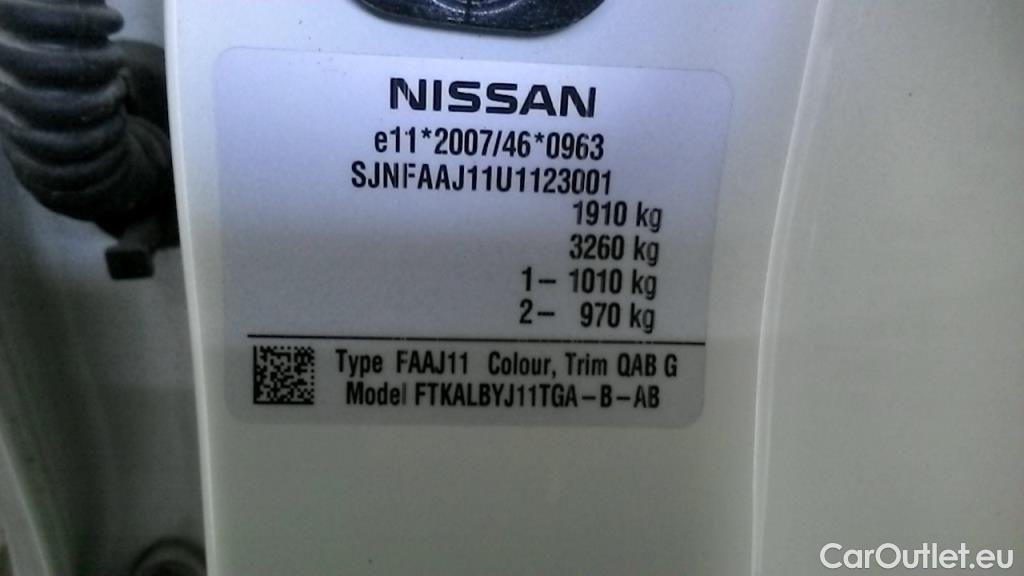 NISSAN
e11*2007/46*0963
SJNFAAJ11U1123001
1910 kg
3260 kg
1- 1010 kg
2- 970 kg
Type FAAJ11 Colour, Trim QAB G
Model FTKALBYJ11TGA-B-AB
CarOutlet.eu